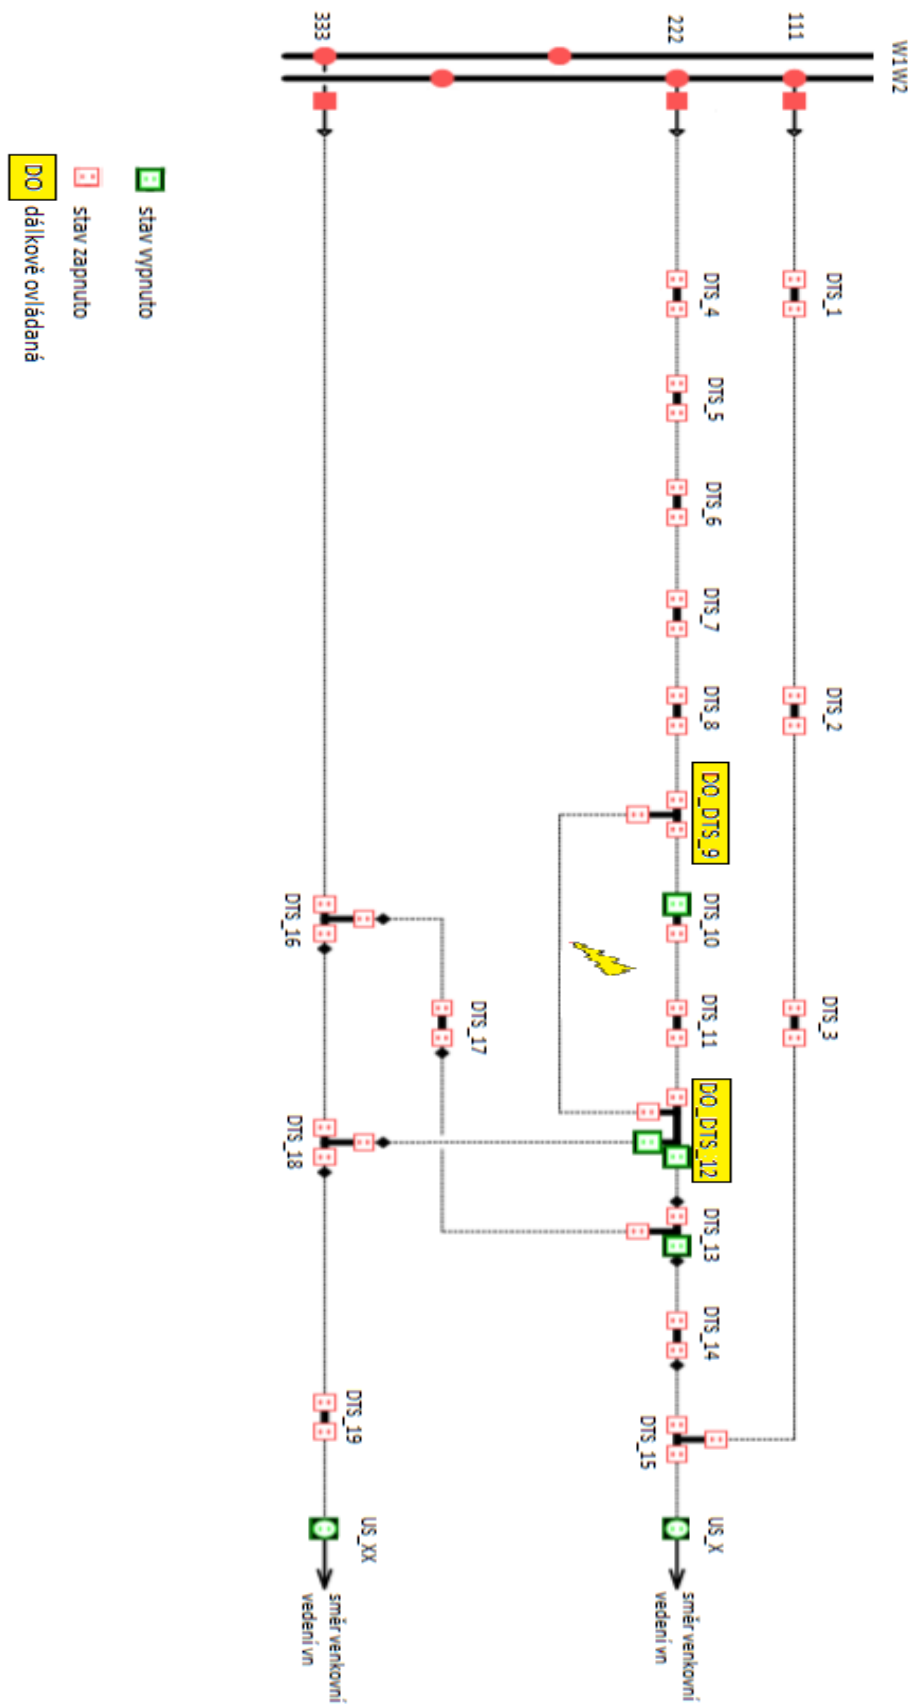 W1 W2
111
222
333
DTS_1
DTS_2
DTS_3
DTS_4
DTS_5
DTS_6
DTS_7
DTS_8
DO_DTS_9
DTS_10
DTS_11
DO_DTS_12
DTS_13
DTS_14
DTS_15
US_X
směr venkovní
vedení vn
DTS_16
DTS_17
DTS_18
DTS_19
US_XX
směr venkovní
vedení vn
stav vypnuto
stav zapnuto
DO dálkově ovládaná